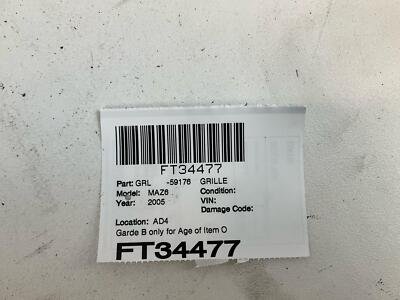 FT34477
Part: GRL -59176 GRILLE
Model: MAZ6 Condition:
Year: 2005 VIN:
Damage Code:
Location: AD4
Garde B only for Age of Item O
FT34477